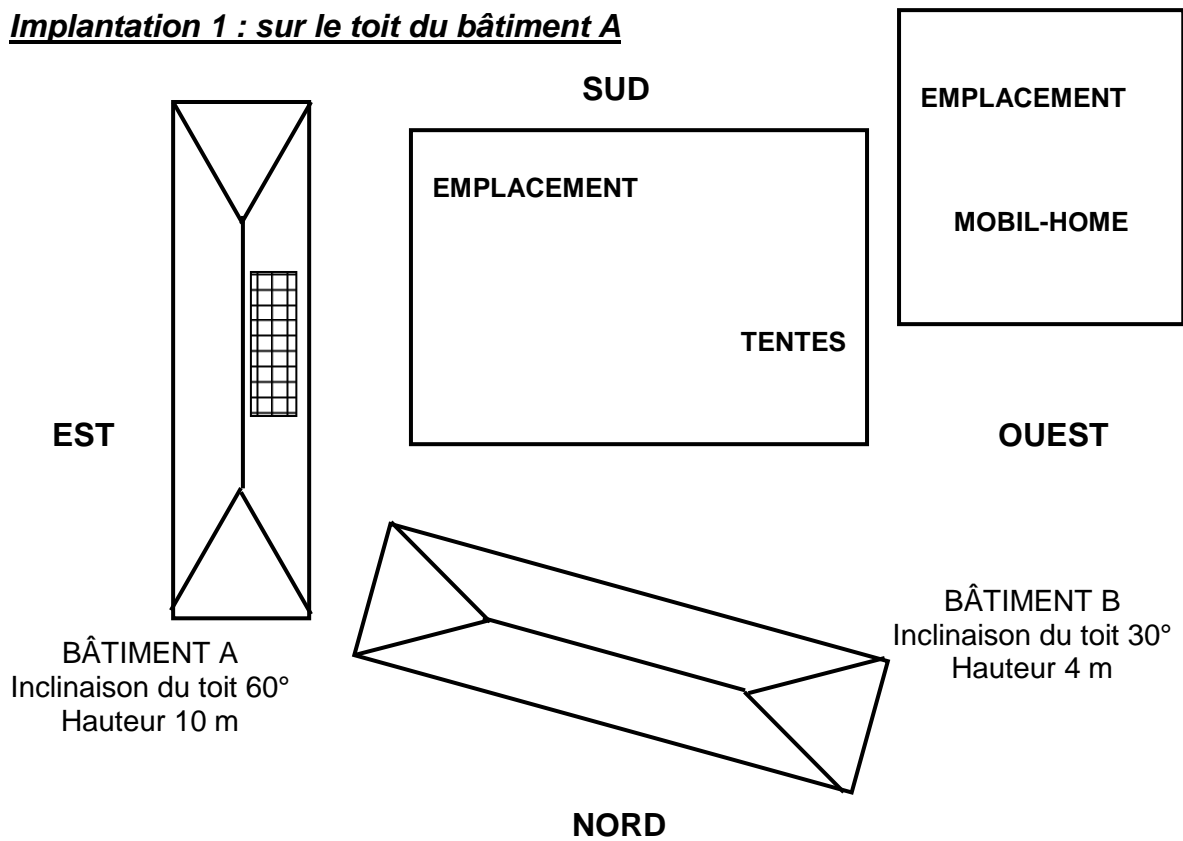 Implantation 1 : sur le toit du bâtiment A
SUD
EMPLACEMENT
MOBIL-HOME
EMPLACEMENT
TENTES
EST
OUEST
BÂTIMENT A
Inclinaison du toit 60°
Hauteur 10 m
BÂTIMENT B
Inclinaison du toit 30°
Hauteur 4 m
NORD